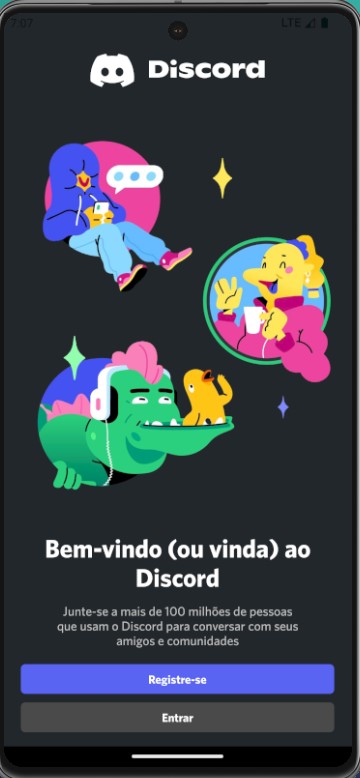 7:07
LTE
Discord
Bem-vindo (ou vinda) ao
Discord
Junte-se a mais de 100 milhões de pessoas
que usam o Discord para conversar com seus
amigos e comunidades
Registre-se
Entrar